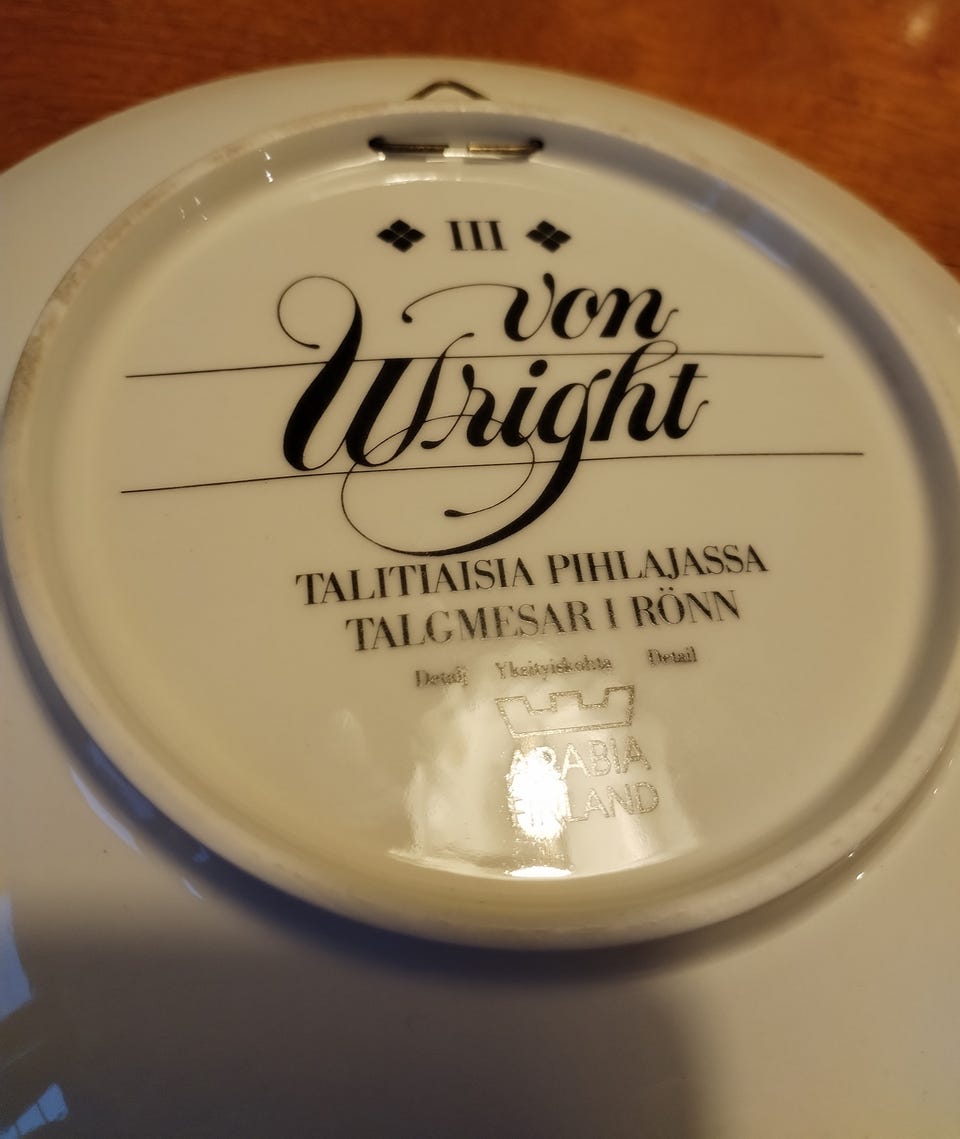 III
von
Wright
TALITIAISIA PIHLAJASSA
TALGMESAR I RÖNN
Detalj Yksityiskohta Detail
ARABIA
FINLAND